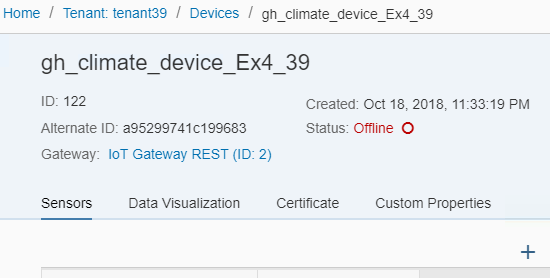 Home / Tenant: tenant39 / Devices / gh_climate_device_Ex4_39
gh_climate_device_Ex4_39
ID: 122
Created: Oct 18, 2018, 11:33:19 PM
Alternate ID: a95299741c199683
Status: Offline
Gateway: IoT Gateway REST (ID: 2)
Sensors Data Visualization Certificate Custom Properties
+